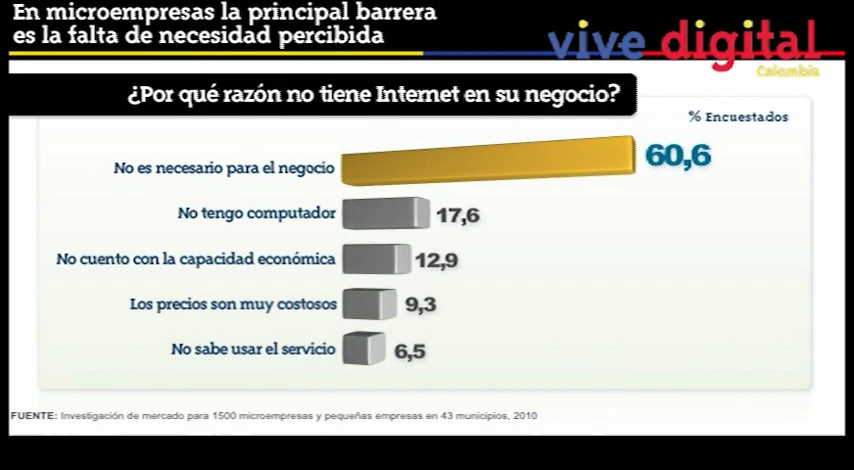 En microempresas la principal barrera
es la falta de necesidad percibida
vive digital
Colombia
¿Por qué razón no tiene Internet en su negocio?
% Encuestados
No es necesario para el negocio 60,6
No tengo computador 17,6
No cuento con la capacidad económica 12,9
Los precios son muy costosos 9,3
No sabe usar el servicio 6,5
FUENTE: Investigación de mercado para 1500 microempresas y pequeñas empresas en 43 municipios, 2010